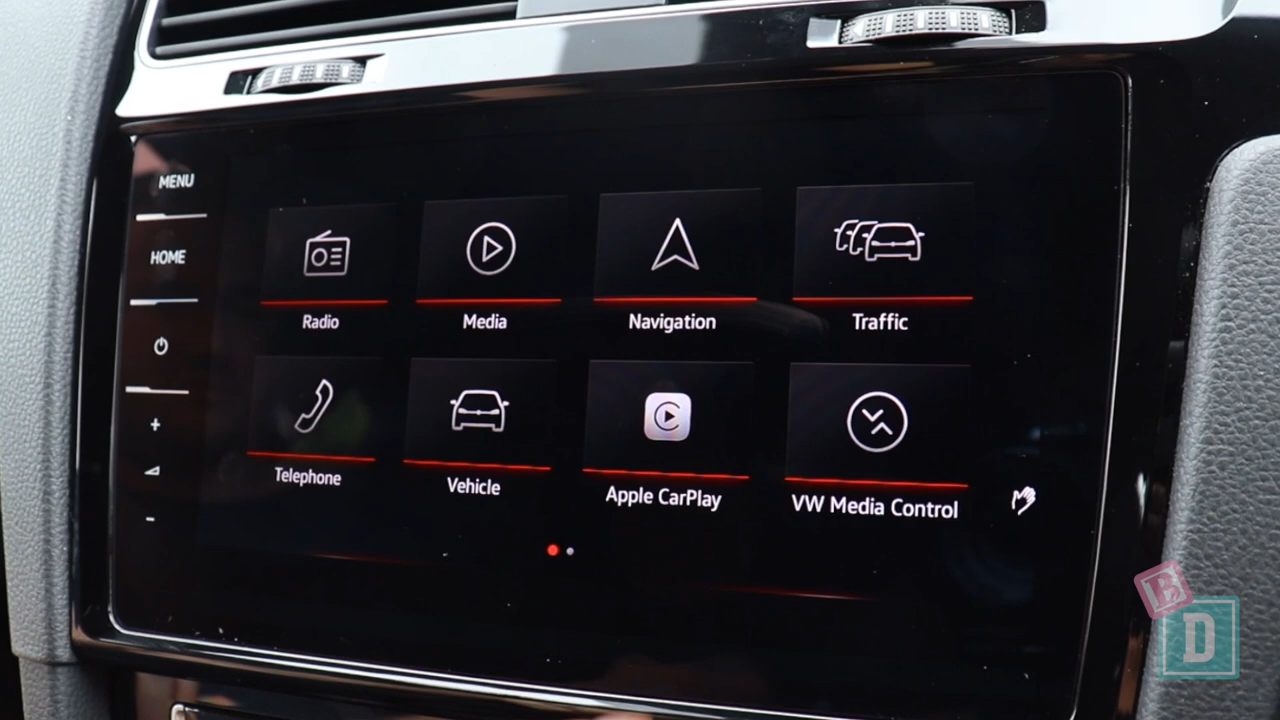 MENU
HOME
Radio
Media
Navigation
Traffic
Telephone
Vehicle
Apple CarPlay
VW Media Control
+
-
B
D